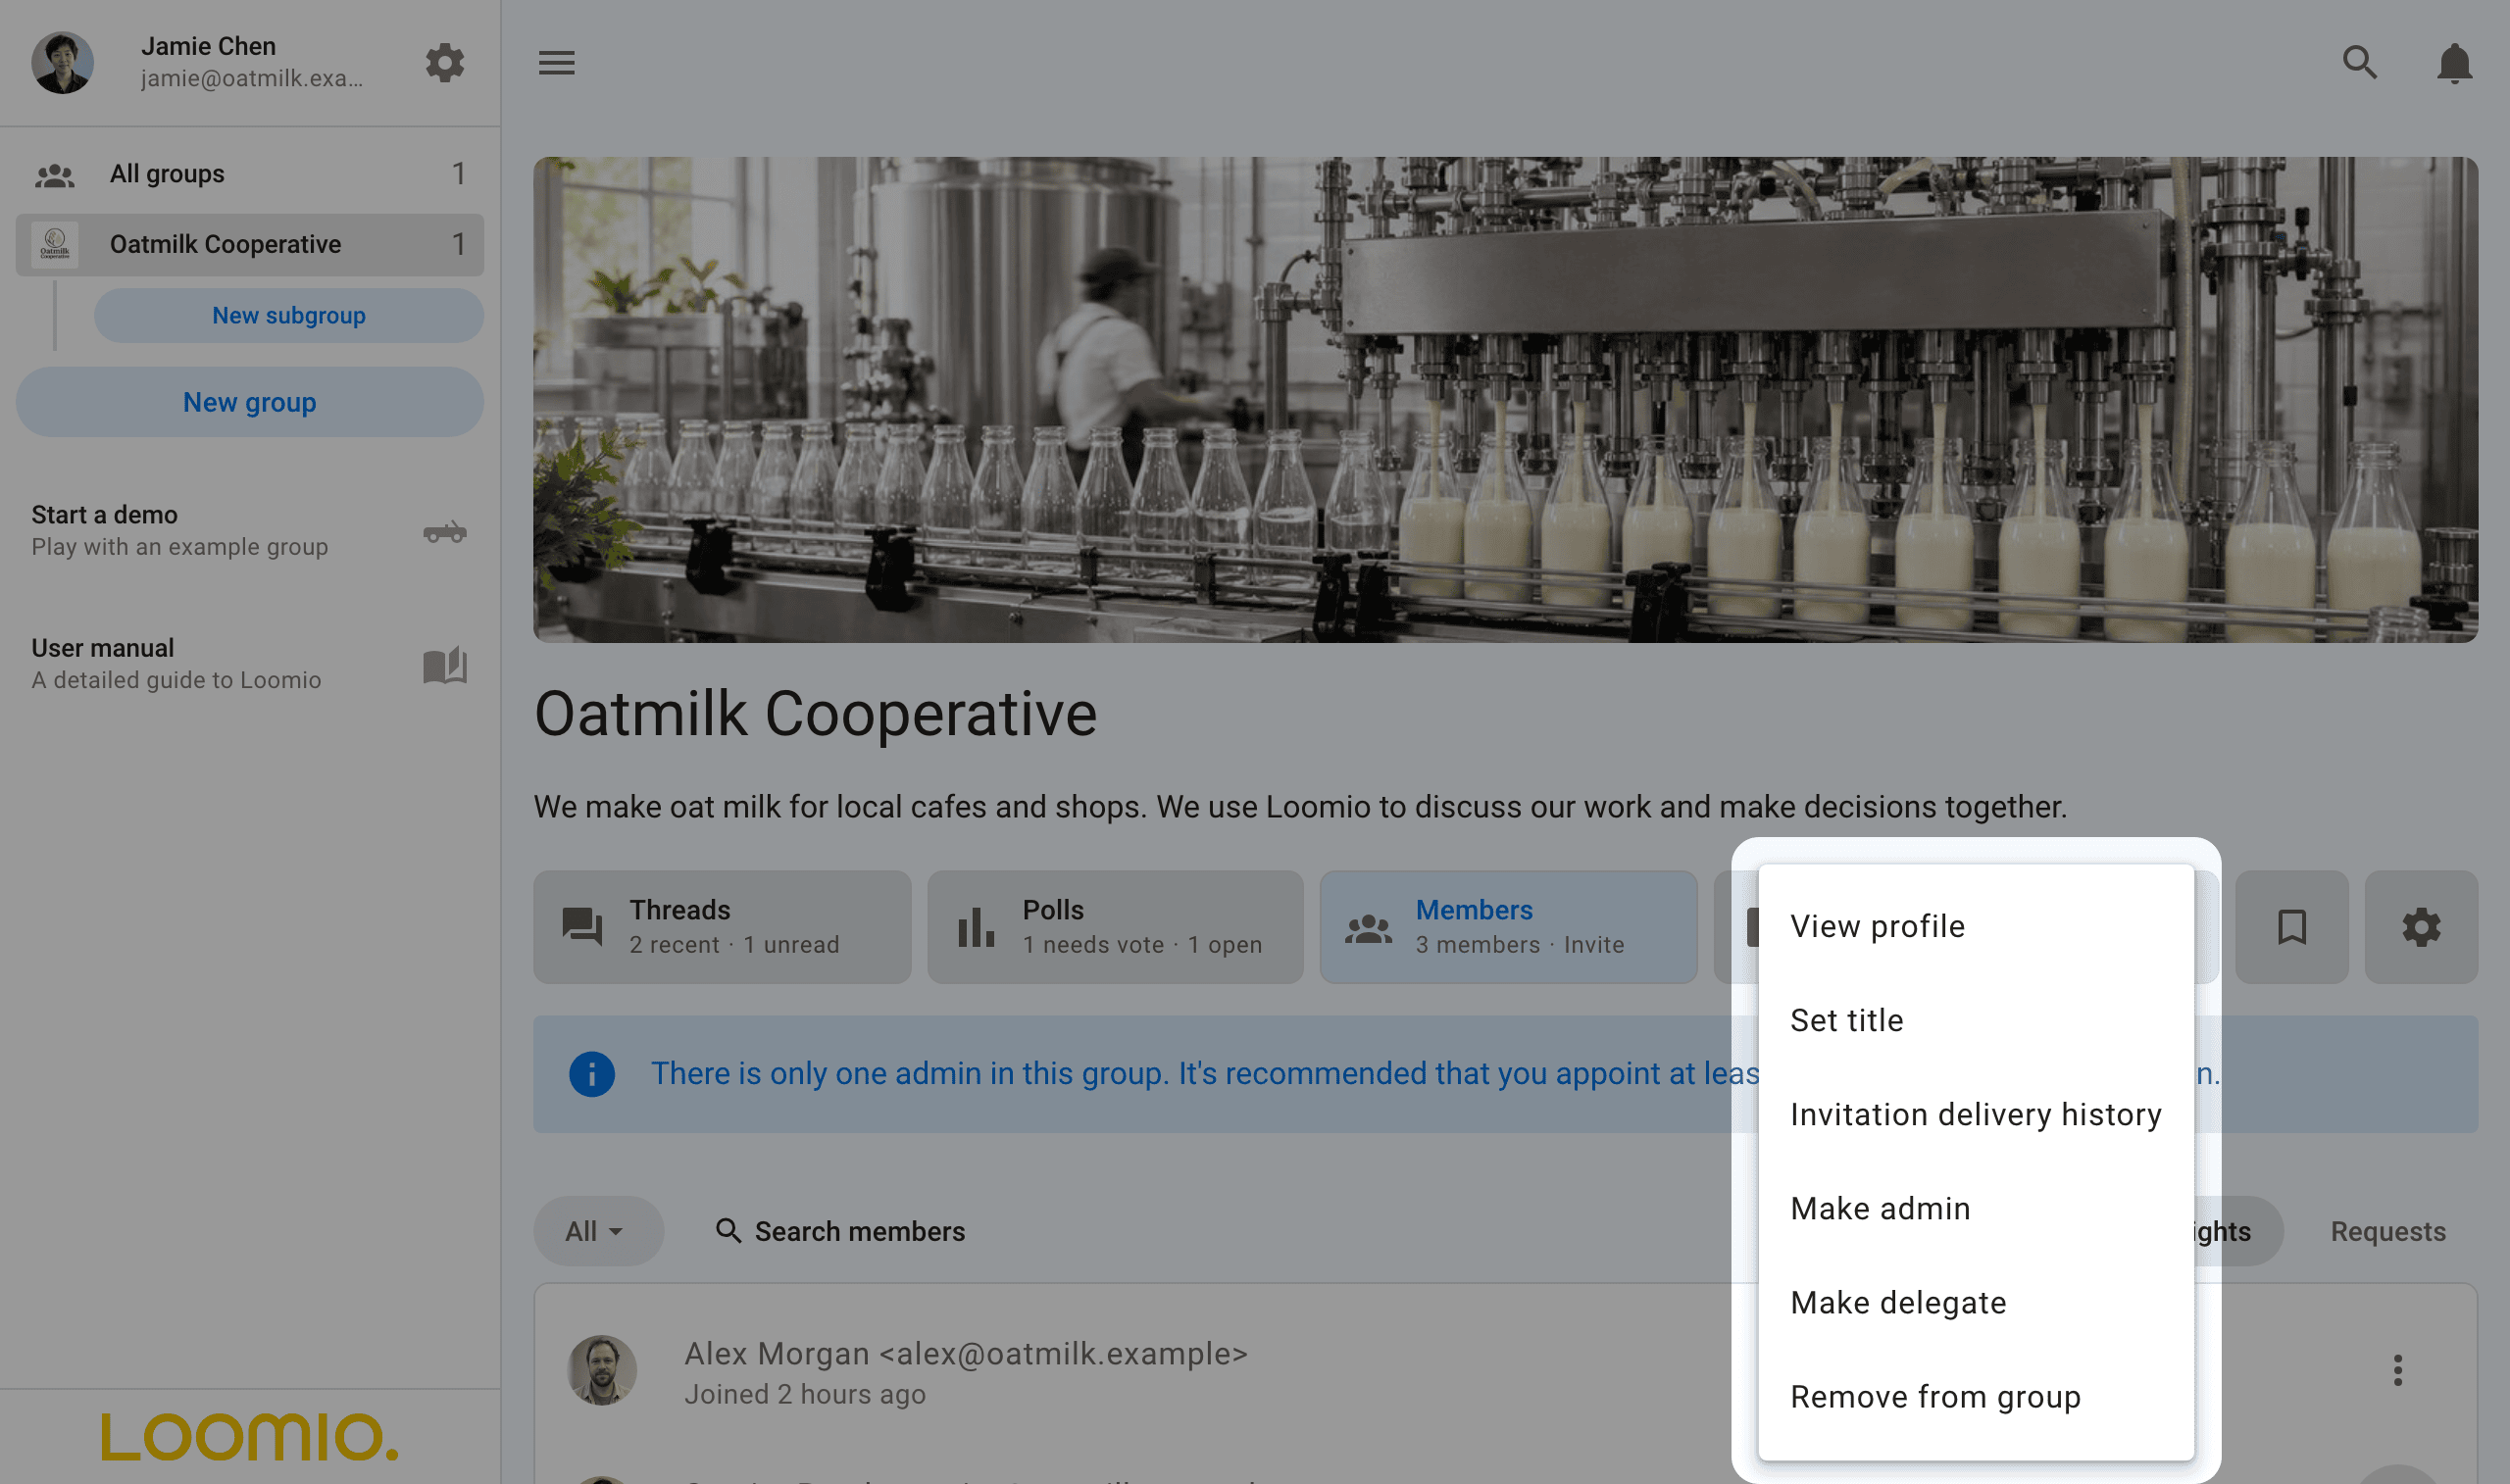 Jamie Chen
jamie@oatmilk.exa...
All groups 1
Oatmilk Cooperative 1
New subgroup
New group
Start a demo
Play with an example group
User manual
A detailed guide to Loomio
LOOMIO.
Oatmilk Cooperative
We make oat milk for local cafes and shops. We use Loomio to discuss our work and make decisions together.
Threads
2 recent · 1 unread
Polls
1 needs vote · 1 open
Members
3 members · Invite
There is only one admin in this group. It's recommended that you appoint at leas
n.
All
Search members
ights
Requests
Alex Morgan <alex@oatmilk.example>
Joined 2 hours ago
View profile
Set title
Invitation delivery history
Make admin
Make delegate
Remove from group